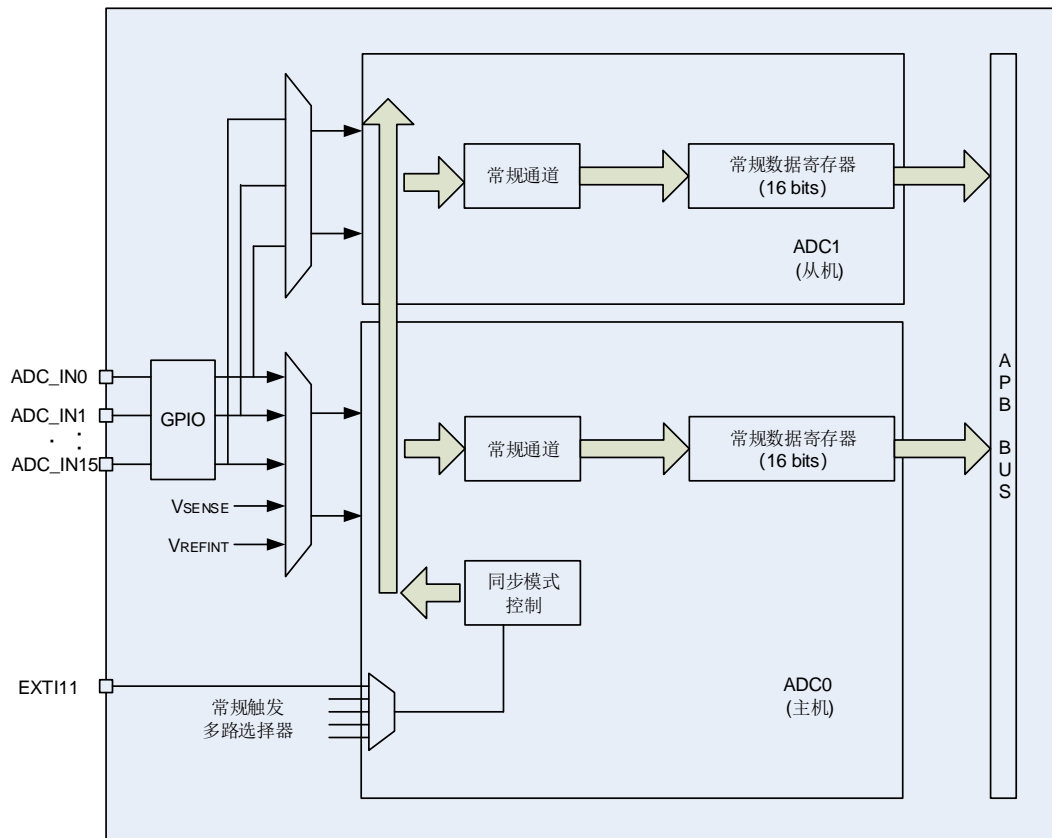 常规通道
常规数据寄存器
(16 bits)
ADC1
(从机)
ADC_IN0
ADC_IN1
. :
ADC_IN15
GPIO
VSENSE
VREFINT
常规通道
常规数据寄存器
(16 bits)
同步模式
控制
EXTI11
常规触发
多路选择器
ADC0
(主机)
APB BUS